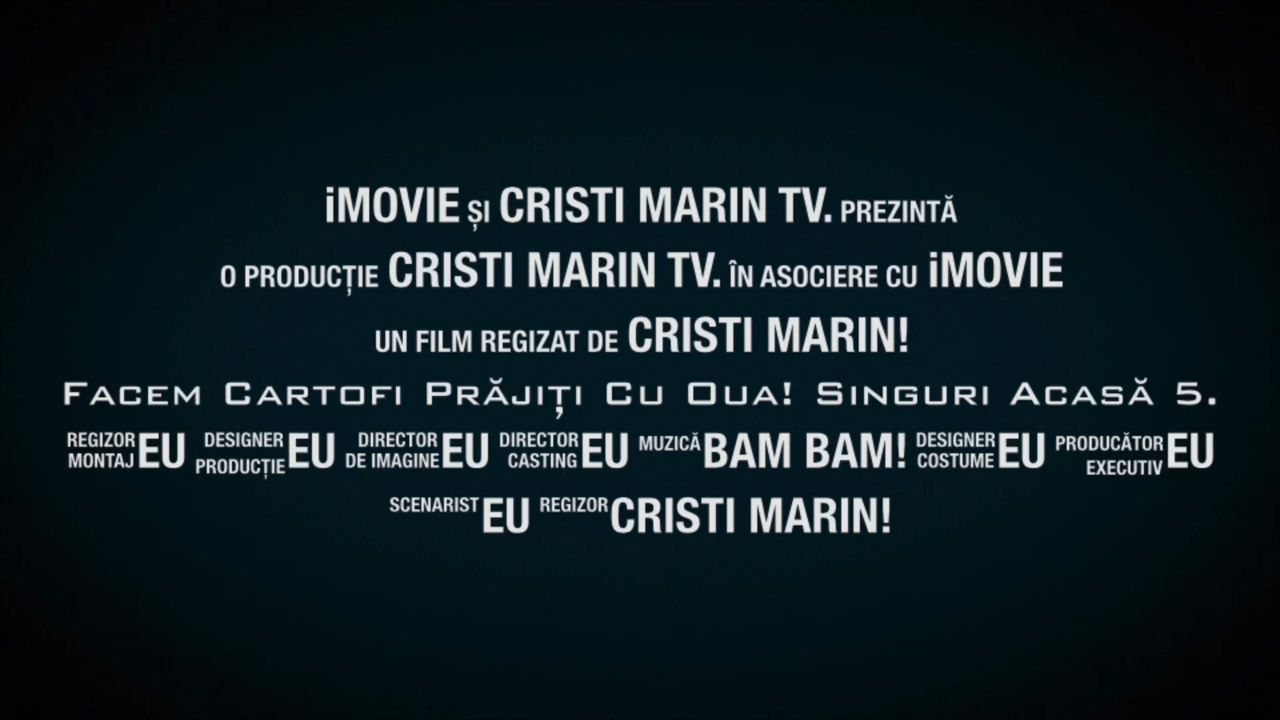 iMOVIE ȘI CRISTI MARIN TV. PREZINTĂ
O PRODUCȚIE CRISTI MARIN TV. ÎN ASOCIERE CU iMOVIE
UN FILM REGIZAT DE CRISTI MARIN!
FACEM CARTOFI PRĂJIȚI CU OUA! SINGURI ACASĂ 5.
REGIZOR MONTAJ EU DESIGNER PRODUCȚIE EU DIRECTOR DE IMAGINE EU DIRECTOR CASTING EU MUZICĂ BAM BAM! DESIGNER COSTUME EU PRODUCĂTOR EXECUTIV EU
SCENARIST EU REGIZOR CRISTI MARIN!